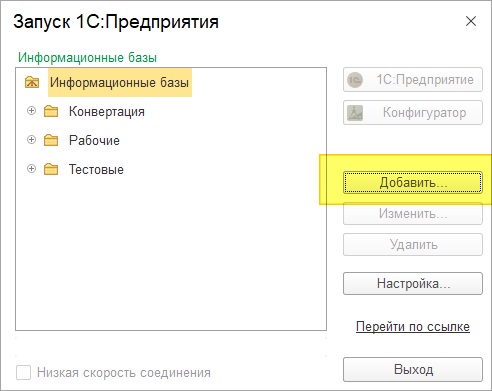 Запуск 1С:Предприятия
Информационные базы
Информационные базы
Конвертация
Рабочие
Тестовые
1С:Предприятие
Конфигуратор
Добавить...
Изменить...
Удалить
Настройка...
Перейти по ссылке
Низкая скорость соединения
Выход